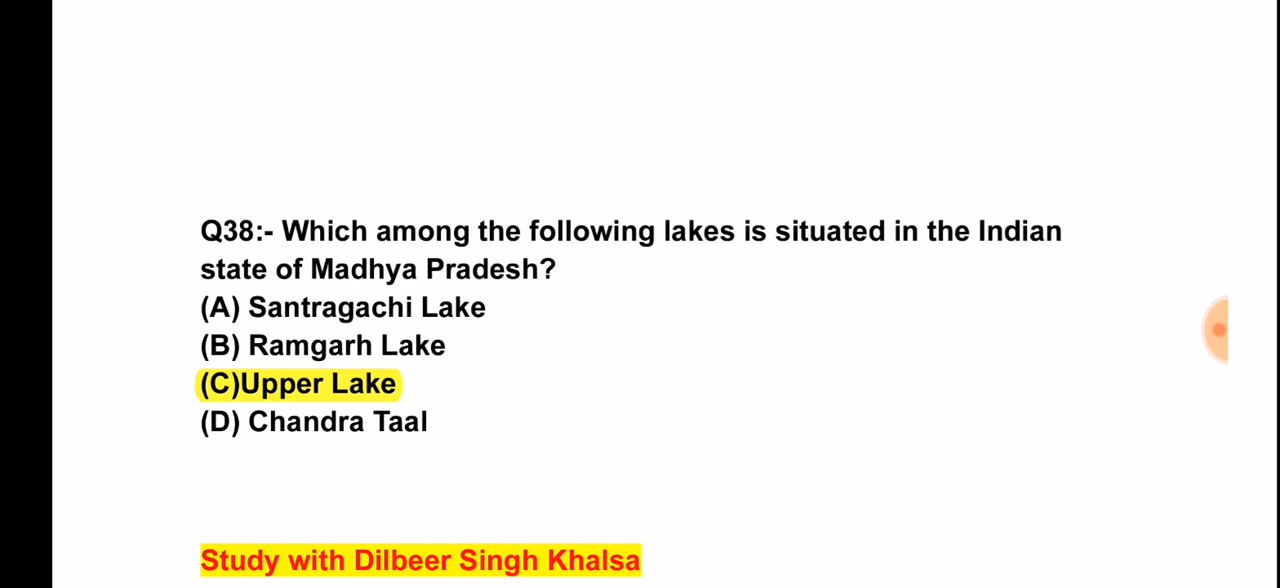 Q38:- Which among the following lakes is situated in the Indian
state of Madhya Pradesh?
(A) Santragachi Lake
(B) Ramgarh Lake
(C)Upper Lake
(D) Chandra Taal
Study with Dilbeer Singh Khalsa